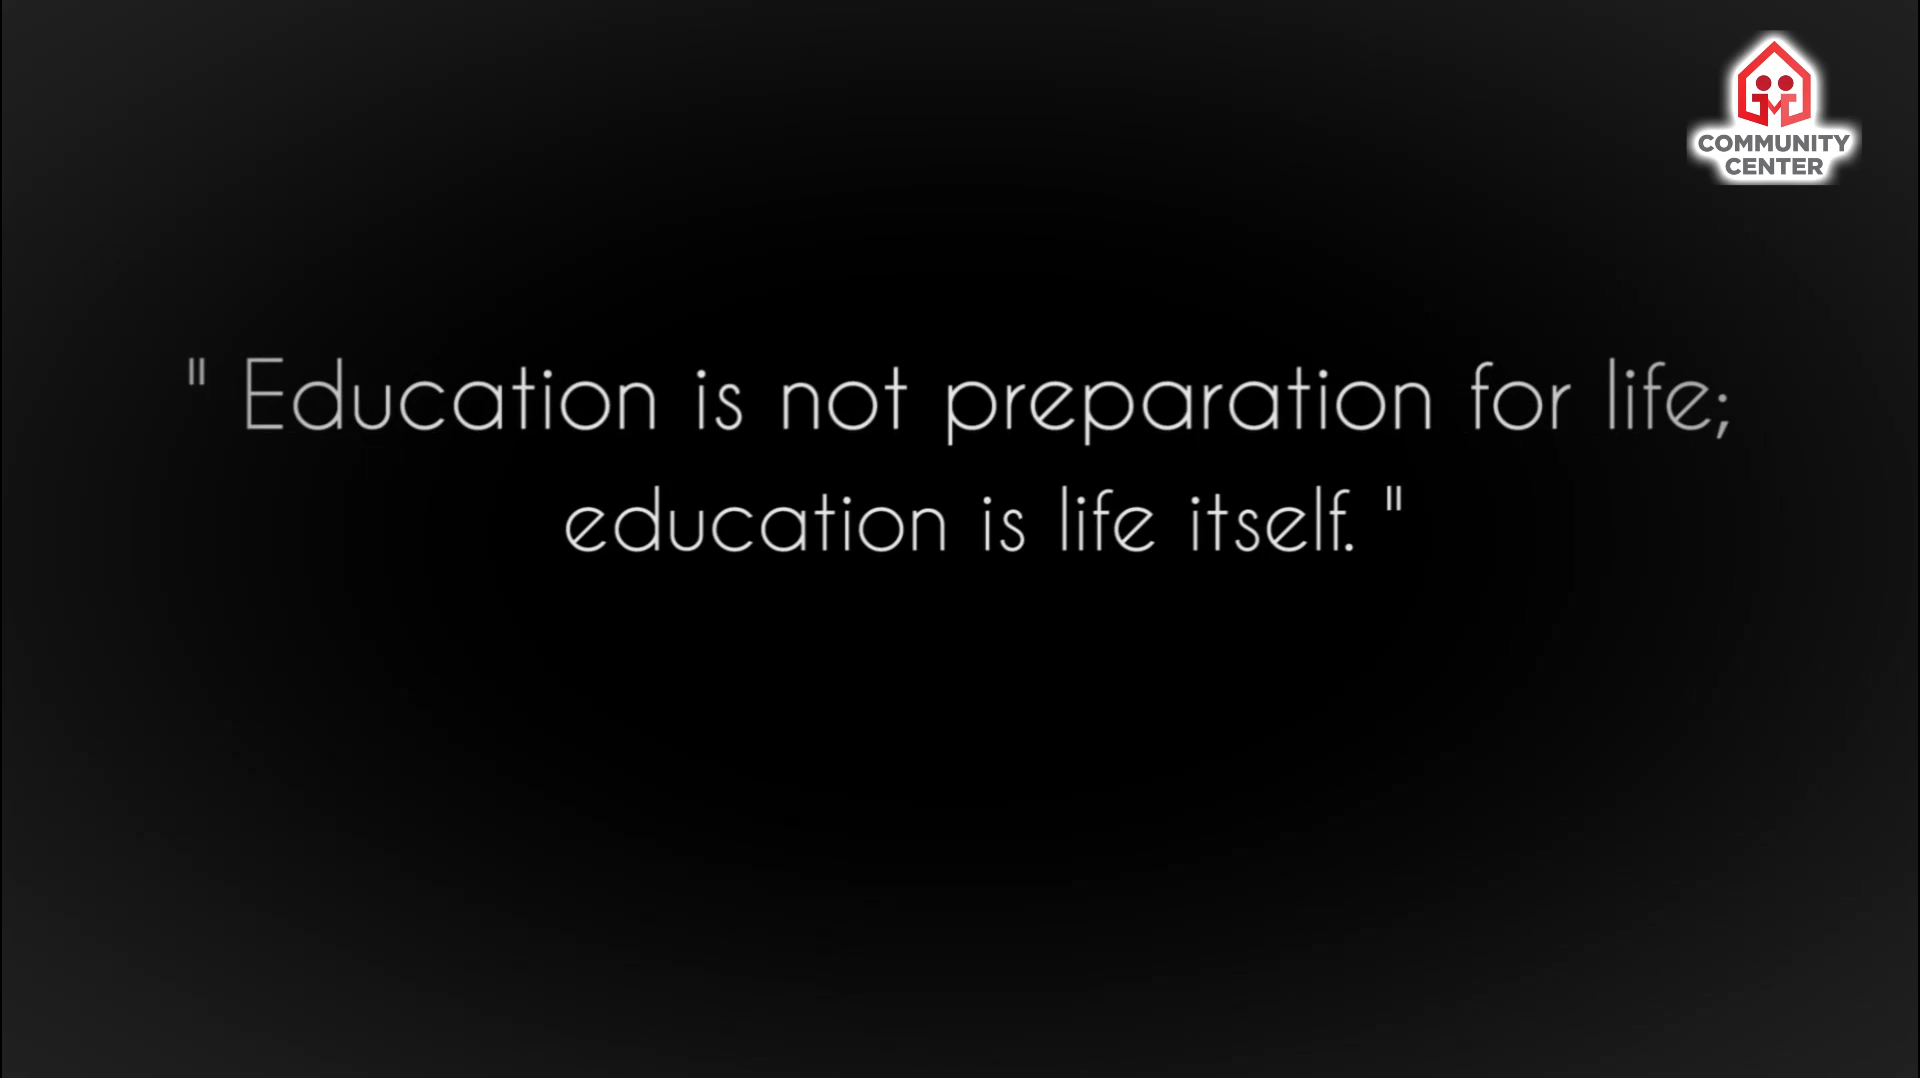 COMMUNITY
CENTER
" Education is not preparation for life;
education is life itself. "